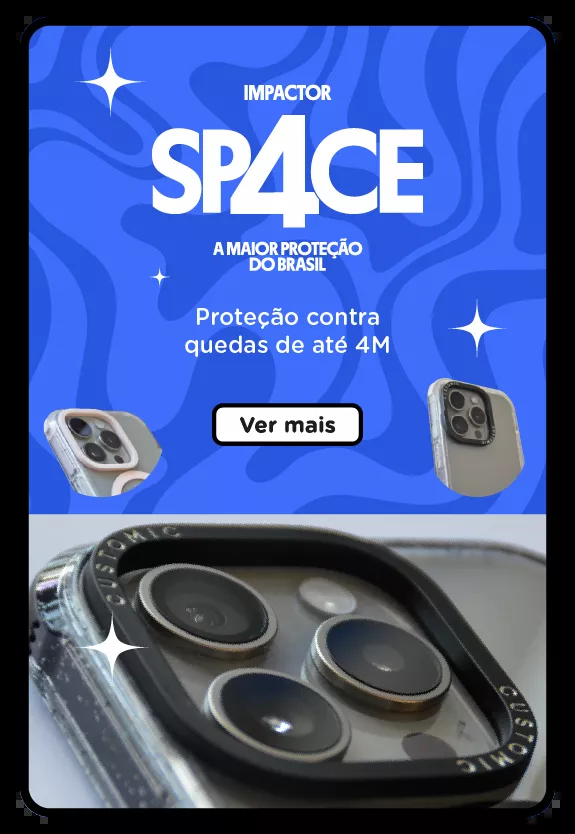 IMPACTOR
SP4CE
A MAIOR PROTEÇÃO
DO BRASIL
Proteção contra
quedas de até 4M
Ver mais
CUSTOMIC
CUSTOMIC